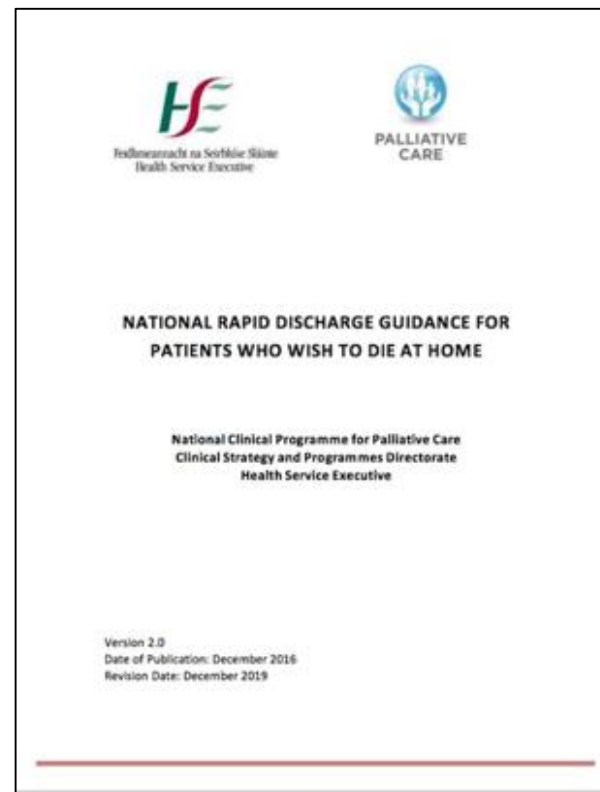 Feidhmeannacht na Seirbhíse Sláinte
Health Service Executive
PALLIATIVE
CARE
NATIONAL RAPID DISCHARGE GUIDANCE FOR
PATIENTS WHO WISH TO DIE AT HOME
National Clinical Programme for Palliative Care
Clinical Strategy and Programmes Directorate
Health Service Executive
Version 2.0
Date of Publication: December 2016
Revision Date: December 2019